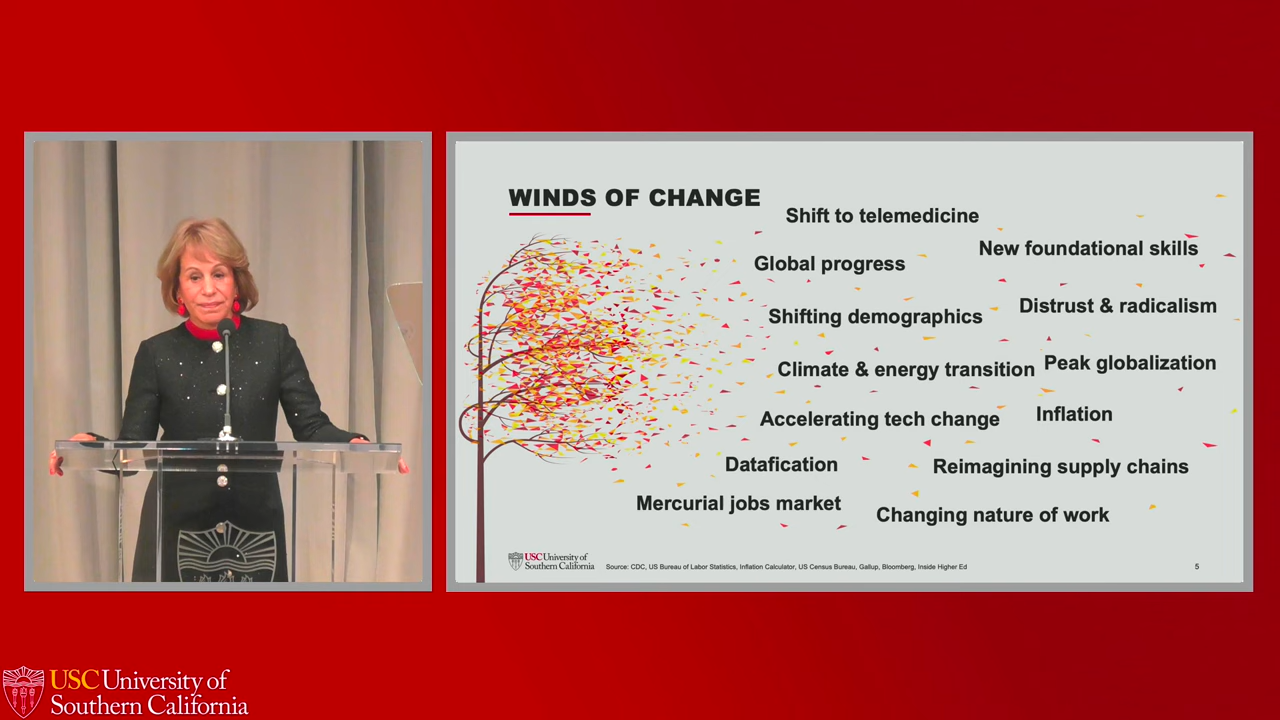 WINDS OF CHANGE
Shift to telemedicine
New foundational skills
Global progress
Distrust & radicalism
Shifting demographics
Climate & energy transition
Peak globalization
Accelerating tech change
Inflation
Datafication
Reimagining supply chains
Mercurial jobs market
Changing nature of work
USC University of
Southern California
Source: CDC, US Bureau of Labor Statistics, Inflation Calculator, US Census Bureau, Gallup, Bloomberg, Inside Higher Ed
5
USC University of
Southern California